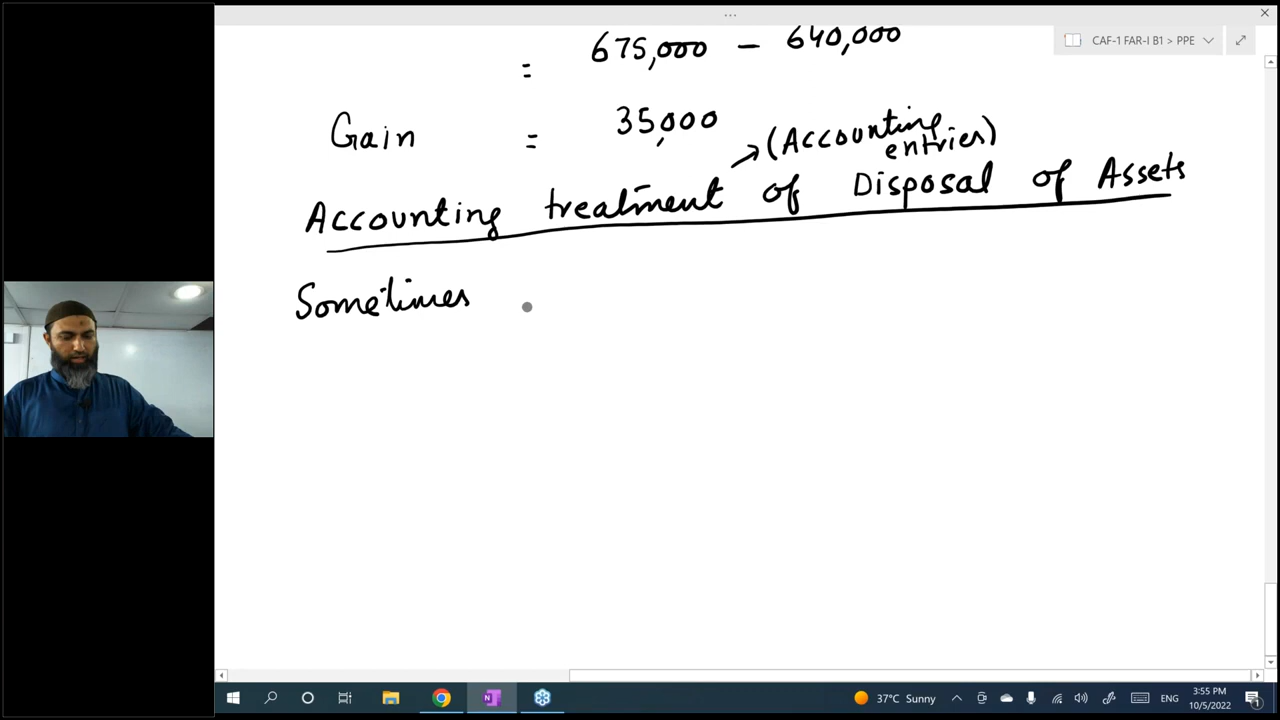 675,000 – 640,000
=
CAF-1 FAR-I B1 > PPE
Gain = 35,000
(Accounting
entries)
Accounting treatment of Disposal of Assets
Sometimes
37°C Sunny
ENG
3:55 PM
10/5/2022
1